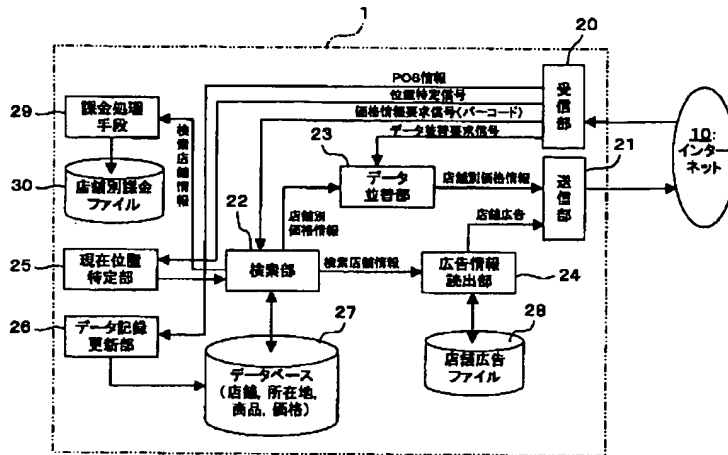 1
20
POS情報
位置特定信号
価格情報要求信号(バーコード)
データ並替要求信号
受信部
29
課金処理
手段
検索店舗情報
30
店舗別課金
ファイル
23
データ
並替部
店舗別価格情報
21
送信部
10:
インター
ネット
店舗別
価格情報
店舗広告
22
検索部
検索店舗情報
広告情報
読出部
24
25
現在位置
特定部
26
データ記録
更新部
27
データベース
(店舗,所在地,
商品,価格)
28
店舗広告
ファイル